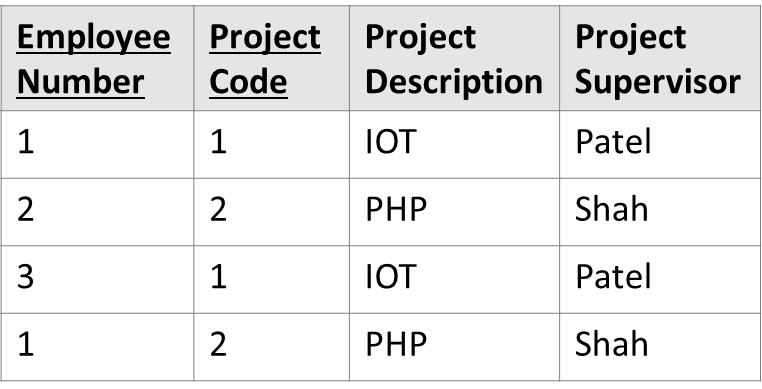 Employee Number Project Code Project Description Project Supervisor
1 1 IOT Patel
2 2 PHP Shah
3 1 IOT Patel
1 2 PHP Shah